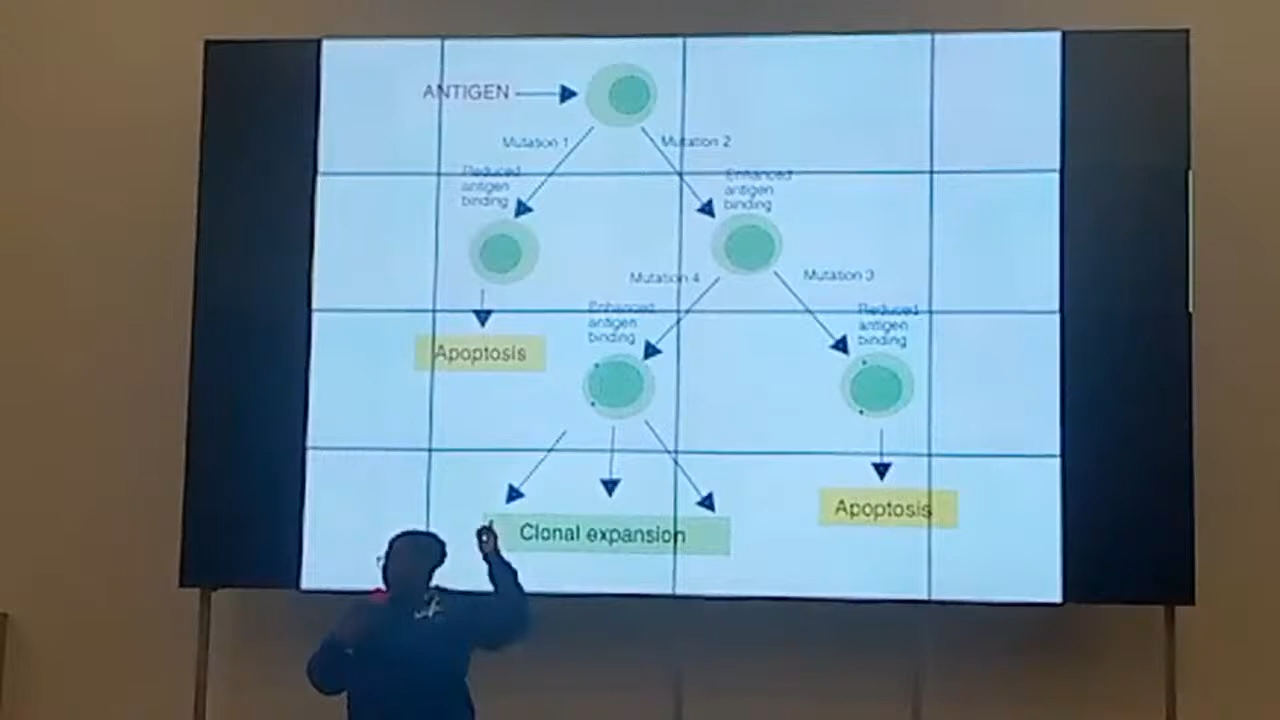 ANTIGEN
Mutation 1
Mutation 2
Reduced
antigen
binding
Enhanced
antigen
binding
Mutation 4
Mutation 3
Enhanced
antigen
binding
Reduced
antigen
binding
Apoptosis
Apoptosis
Clonal expansion